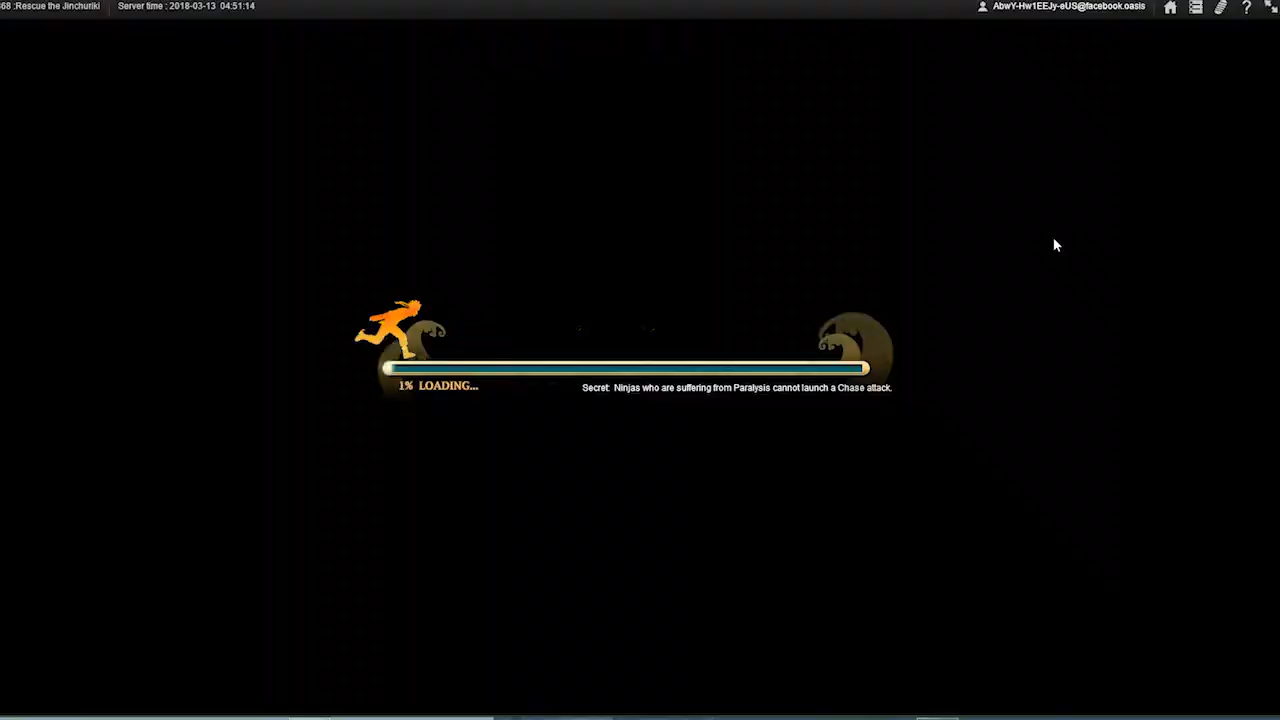 68 :Rescue the Jinchuriki
Server time : 2018-03-13 04:51:14
AbwY-Hw1EEJy-eUS@facebook.oasis
?
1% LOADING...
Secret: Ninjas who are suffering from Paralysis cannot launch a Chase attack.